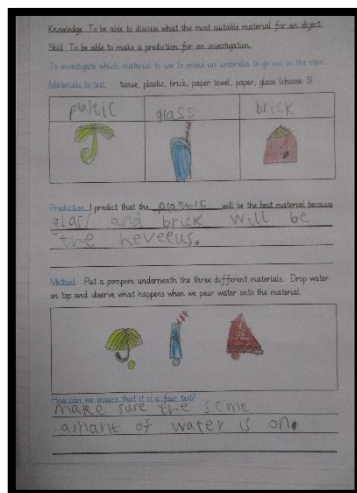 Knowledge: To be able to discuss what the most suitable material for an object.
Skill: To be able to make a prediction for an investigation.
To investigate which material to use to make an umbrella to go out in the rain.
Materials to test: tissue, plastic, brick, paper towel, paper, glass (choose 3)
plastic glass brick
Prediction: I predict that the plastic will be the best material because
glass and brick will be
the heveeus.
Method: Put a pompom underneath the three different materials. Drop water
on top and observe what happens when we pour water onto the material.
How can we ensure that it is a fair test?
make sure the same
amant of water is on.